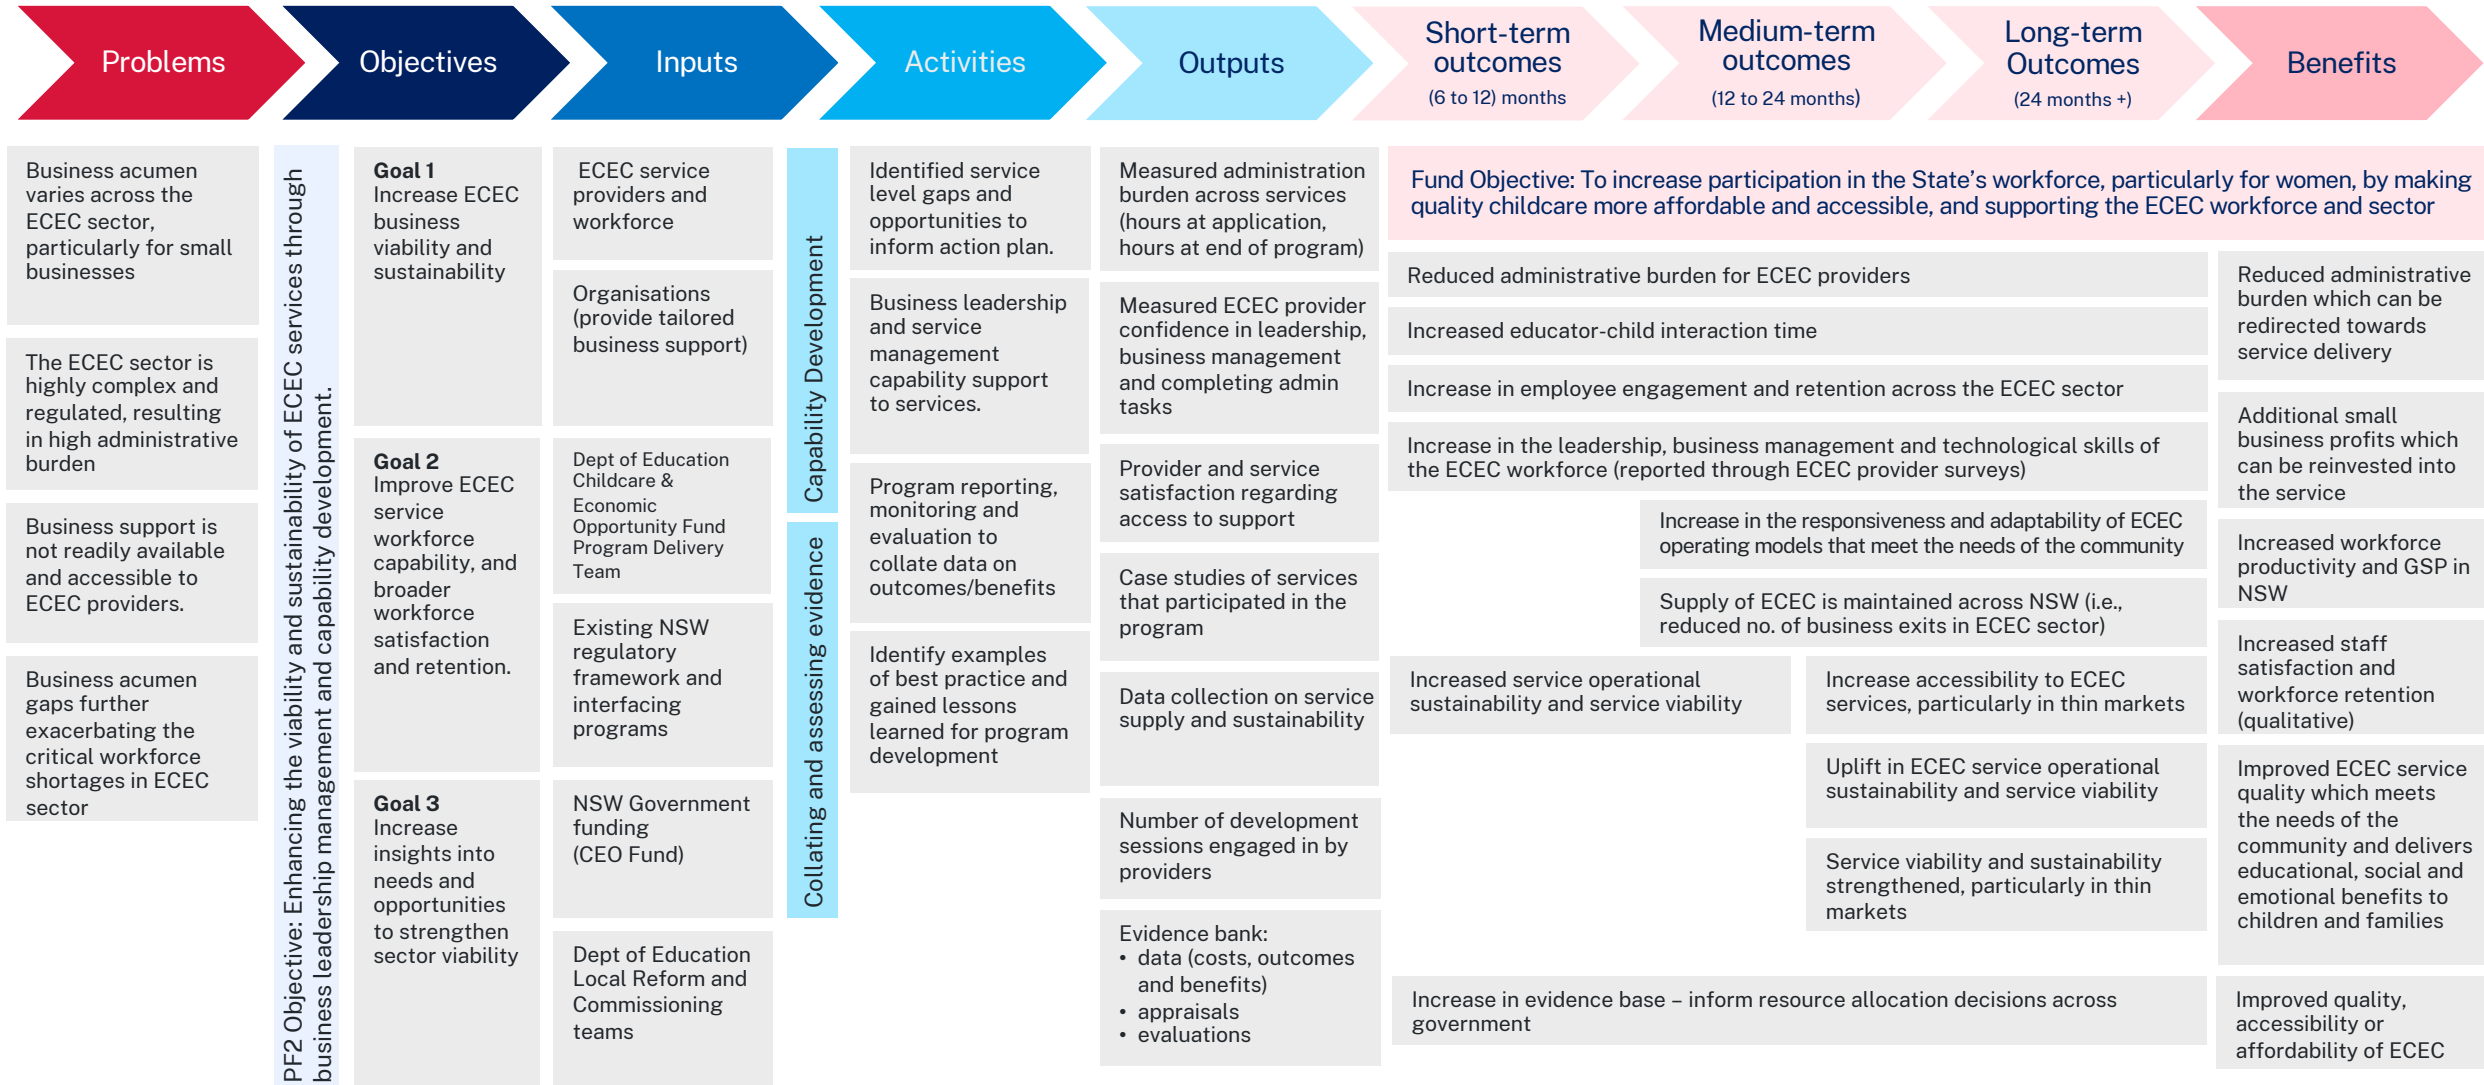 Problems
Objectives
Inputs
Activities
Outputs
Short-term
outcomes
(6 to 12) months
Medium-term
outcomes
(12 to 24 months)
Long-term
Outcomes
(24 months +)
Benefits
Business acumen
varies across the
ECEC sector,
particularly for small
businesses
The ECEC sector is
highly complex and
regulated, resulting
in high administrative
burden
Business support is
not readily available
and accessible to
ECEC providers.
Business acumen
gaps further
exacerbating the
critical workforce
shortages in ECEC
sector
PF2 Objective: Enhancing the viability and sustainability of ECEC services through
business leadership management and capability development.
Goal 1
Increase ECEC
business
viability and
sustainability
Goal 2
Improve ECEC
service
workforce
capability, and
broader
workforce
satisfaction
and retention.
Goal 3
Increase
insights into
needs and
opportunities
to strengthen
sector viability
ECEC service
providers and
workforce
Organisations
(provide tailored
business support)
Dept of Education
Childcare &
Economic
Opportunity Fund
Program Delivery
Team
Existing NSW
regulatory
framework and
interfacing
programs
NSW Government
funding
(CEO Fund)
Dept of Education
Local Reform and
Commissioning
teams
Capability Development
Collating and assessing evidence
Identified service
level gaps and
opportunities to
inform action plan.
Business leadership
and service
management
capability support
to services.
Program reporting,
monitoring and
evaluation to
collate data on
outcomes/benefits
Identify examples
of best practice and
gained lessons
learned for program
development
Measured administration
burden across services
(hours at application,
hours at end of program)
Measured ECEC provider
confidence in leadership,
business management
and completing admin
tasks
Provider and service
satisfaction regarding
access to support
Case studies of services
that participated in the
program
Data collection on service
supply and sustainability
Number of development
sessions engaged in by
providers
Evidence bank:
• data (costs, outcomes
and benefits)
• appraisals
• evaluations
Fund Objective: To increase participation in the State's workforce, particularly for women, by making
quality childcare more affordable and accessible, and supporting the ECEC workforce and sector
Reduced administrative burden for ECEC providers
Increased educator-child interaction time
Increase in employee engagement and retention across the ECEC sector
Increase in the leadership, business management and technological skills of
the ECEC workforce (reported through ECEC provider surveys)
Increase in the responsiveness and adaptability of ECEC
operating models that meet the needs of the community
Supply of ECEC is maintained across NSW (i.e.,
reduced no. of business exits in ECEC sector)
Increased service operational
sustainability and service viability
Increase accessibility to ECEC
services, particularly in thin markets
Uplift in ECEC service operational
sustainability and service viability
Service viability and sustainability
strengthened, particularly in thin
markets
Increase in evidence base – inform resource allocation decisions across
government
Reduced administrative
burden which can be
redirected towards
service delivery
Additional small
business profits which
can be reinvested into
the service
Increased workforce
productivity and GSP in
NSW
Increased staff
satisfaction and
workforce retention
(qualitative)
Improved ECEC service
quality which meets
the needs of the
community and delivers
educational, social and
emotional benefits to
children and families
Improved quality,
accessibility or
affordability of ECEC